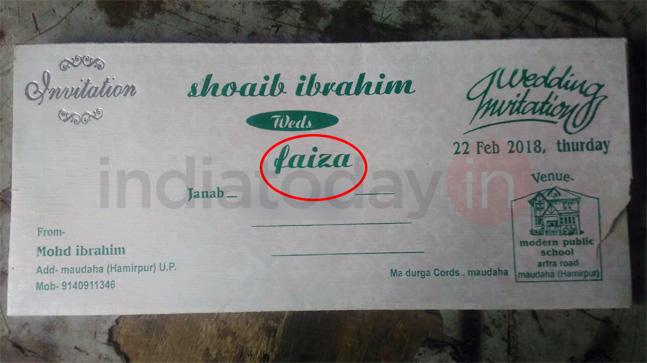 Invitation
shoaib ibrahim
Weds
faiza
Wedding
Invitation
22 Feb 2018, thurday
Janab
Venue-
modern public
school
artra road
maudaha (Hamirpur)
From-
Mohd ibrahim
Add- maudaha (Hamirpur) U.P.
Mob- 9140911346
Ma durga Cords., maudaha
indiatoday.in